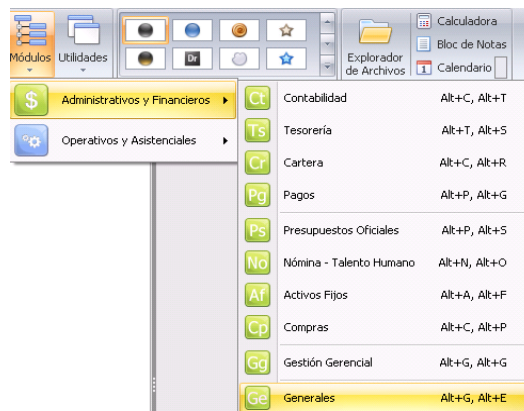 Módulos
Utilidades
Dr
Explorador
de Archivos
Calculadora
Bloc de Notas
1 Calendario
$ Administrativos y Financieros
Operativos y Asistenciales
Ct Contabilidad Alt+C, Alt+T
Ts Tesorería Alt+T, Alt+S
Cr Cartera Alt+C, Alt+R
Pg Pagos Alt+P, Alt+G
Ps Presupuestos Oficiales Alt+P, Alt+S
No Nómina - Talento Humano Alt+N, Alt+O
Af Activos Fijos Alt+A, Alt+F
Cp Compras Alt+C, Alt+P
Gg Gestión Gerencial Alt+G, Alt+G
Ge Generales Alt+G, Alt+E